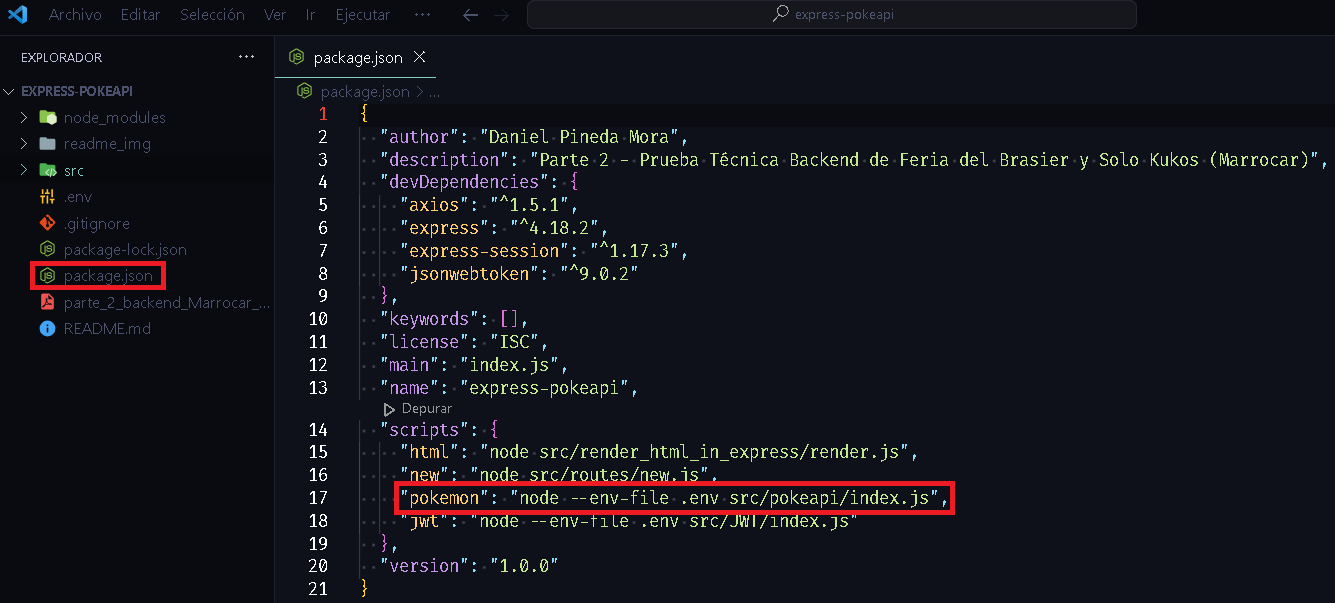 Archivo Editar Selección Ver Ir Ejecutar ··· express-pokeapi
EXPLORADOR ···
EXPRESS-POKEAPI
node_modules
readme_img
src
.env
.gitignore
package-lock.json
package.json
parte_2_backend_Marrocar_...
README.md
package.json
package.json > ...
1 {
2 "author": "Daniel Pineda Mora",
3 "description": "Parte 2 - Prueba Técnica Backend de Feria del Brasier y Solo Kukos (Marrocar)",
4 "devDependencies": {
5 "axios": "^1.5.1",
6 "express": "^4.18.2",
7 "express-session": "^1.17.3",
8 "jsonwebtoken": "^9.0.2"
9 },
10 "keywords": [],
11 "license": "ISC",
12 "main": "index.js",
13 "name": "express-pokeapi",
Depurar
14 "scripts": {
15 "html": "node src/render_html_in_express/render.js",
16 "new": "node src/routes/new.js",
17 "pokemon": "node --env-file .env src/pokeapi/index.js",
18 "jwt": "node --env-file .env src/JWT/index.js"
19 },
20 "version": "1.0.0"
21 }